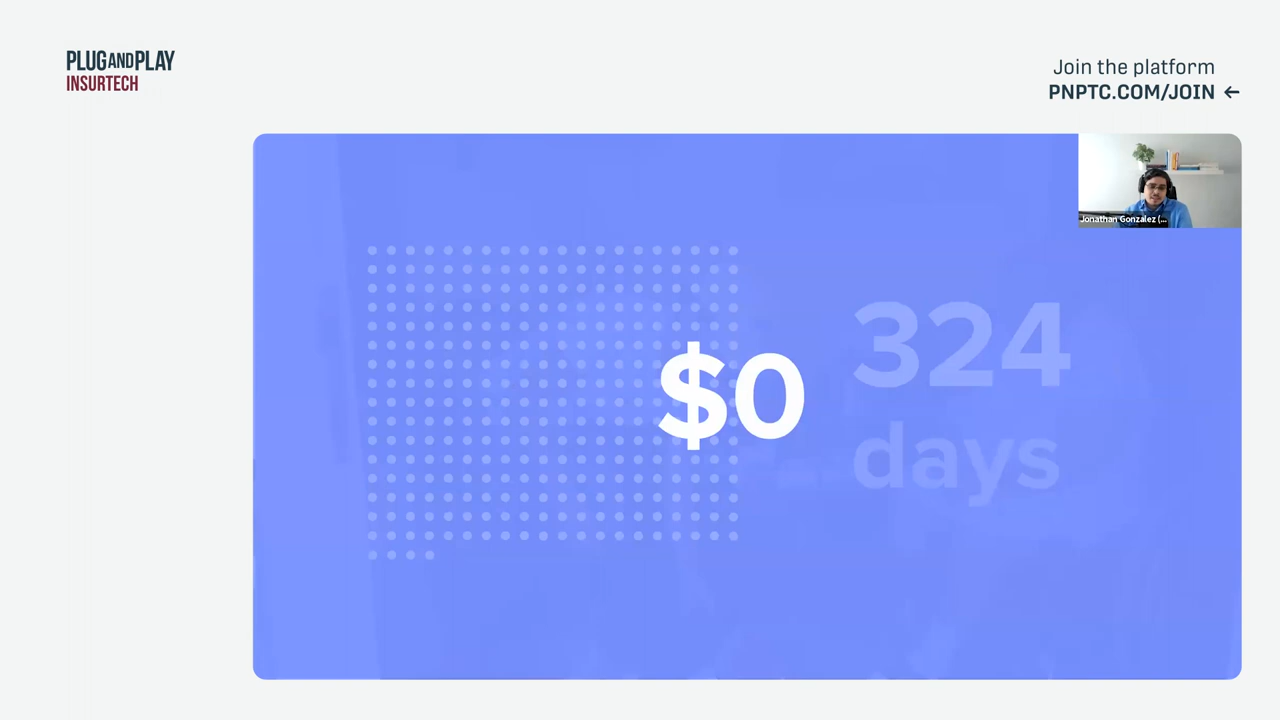 PLUGANDPLAY
INSURTECH
Join the platform
PNPTC.COM/JOIN ←
Jonathan Gonzalez (...
$0
324
days